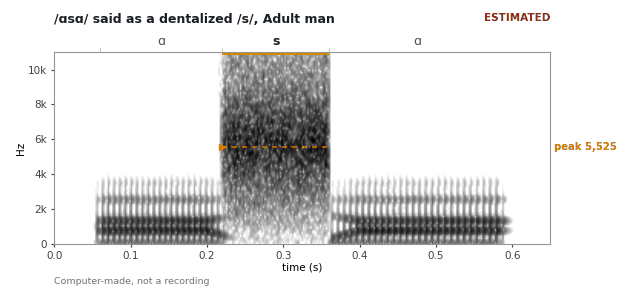 /ɑsɑ/ said as a dentalized /s/, Adult man
ESTIMATED
ɑ s ɑ
10k
8k
6k
4k
2k
0
Hz
peak 5,525
0.0 0.1 0.2 0.3 0.4 0.5 0.6
time (s)
Computer-made, not a recording